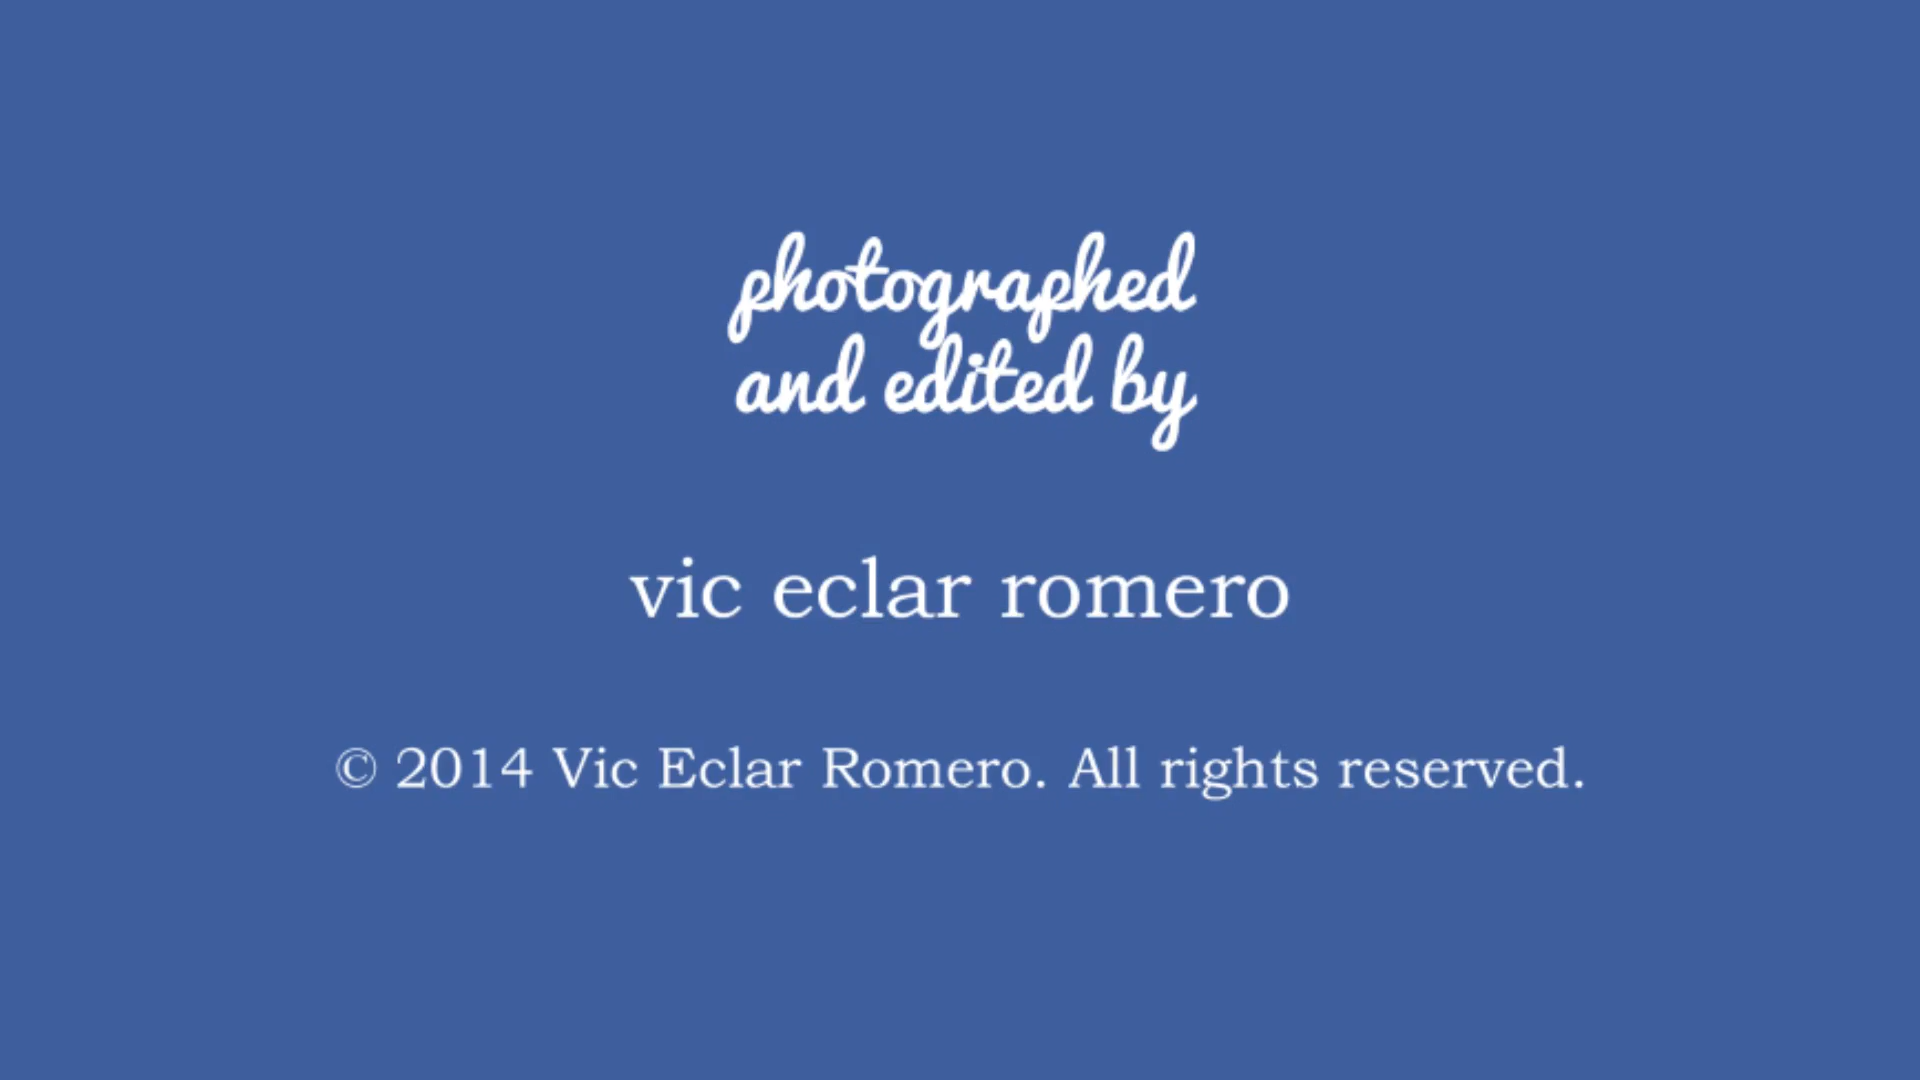 photographed
and edited by
vic eclar romero
© 2014 Vic Eclar Romero. All rights reserved.